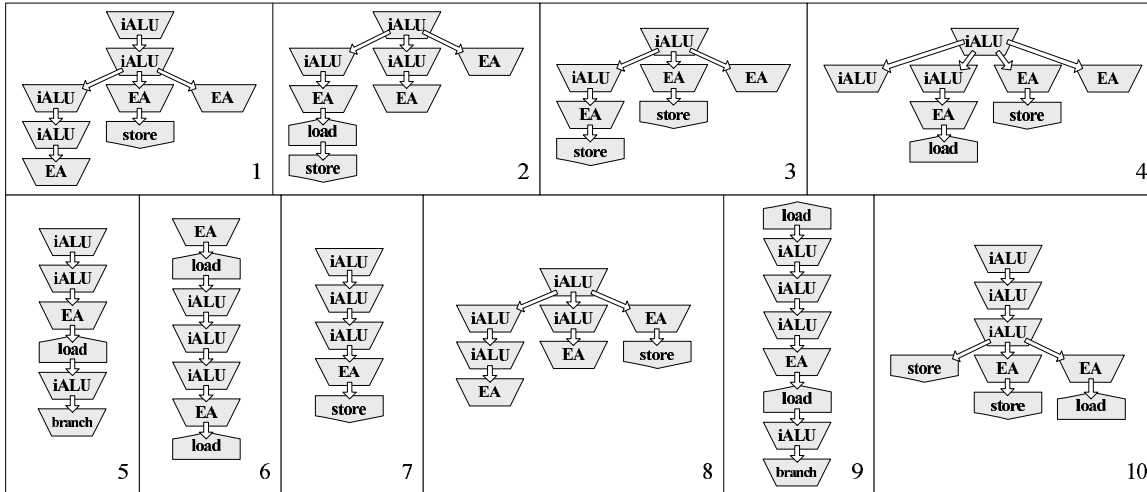 iALU
iALU
iALU EA EA
iALU store
EA
1
iALU
iALU iALU EA
EA EA
load
store
2
iALU
iALU EA EA
EA store
store
3
iALU
iALU iALU EA EA
EA store
load
4
iALU
iALU
EA
load
iALU
branch
5
EA
load
iALU
iALU
iALU
EA
load
6
iALU
iALU
iALU
EA
store
7
iALU
iALU iALU EA
iALU EA store
EA
8
load
iALU
iALU
iALU
EA
load
iALU
branch
9
iALU
iALU
iALU
store EA EA
store load
10